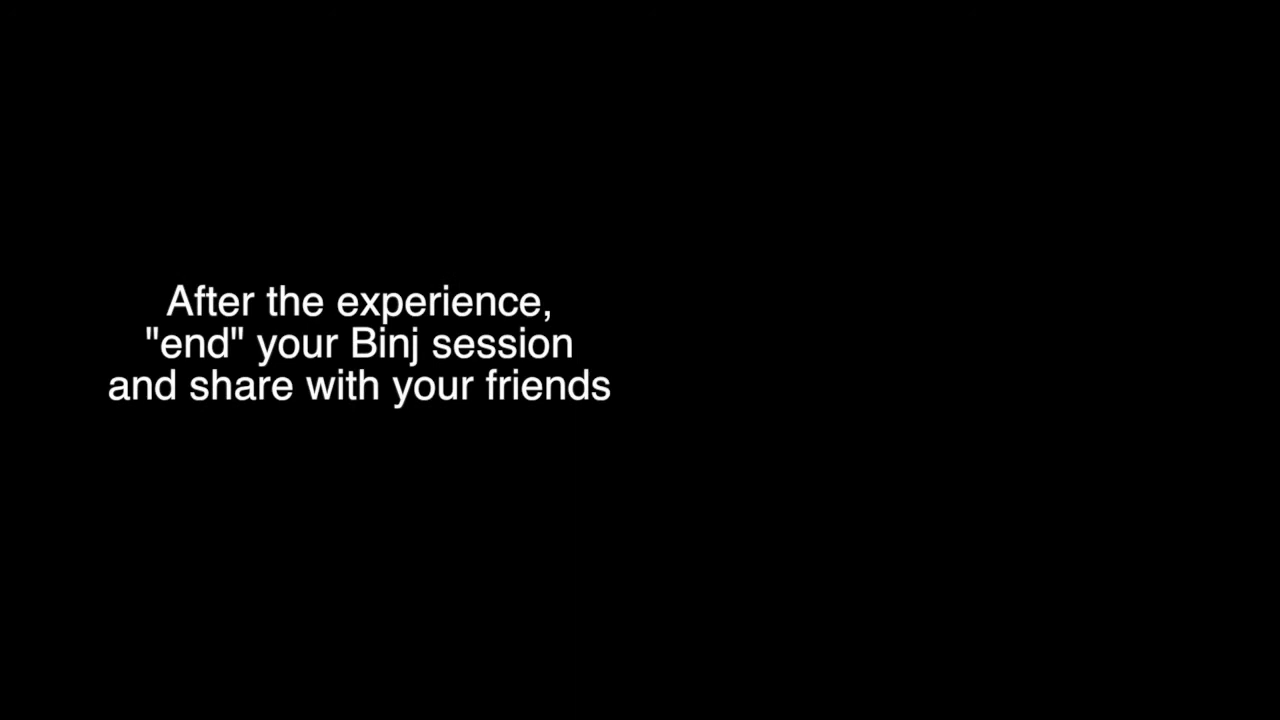 After the experience,
"end" your Binj session
and share with your friends